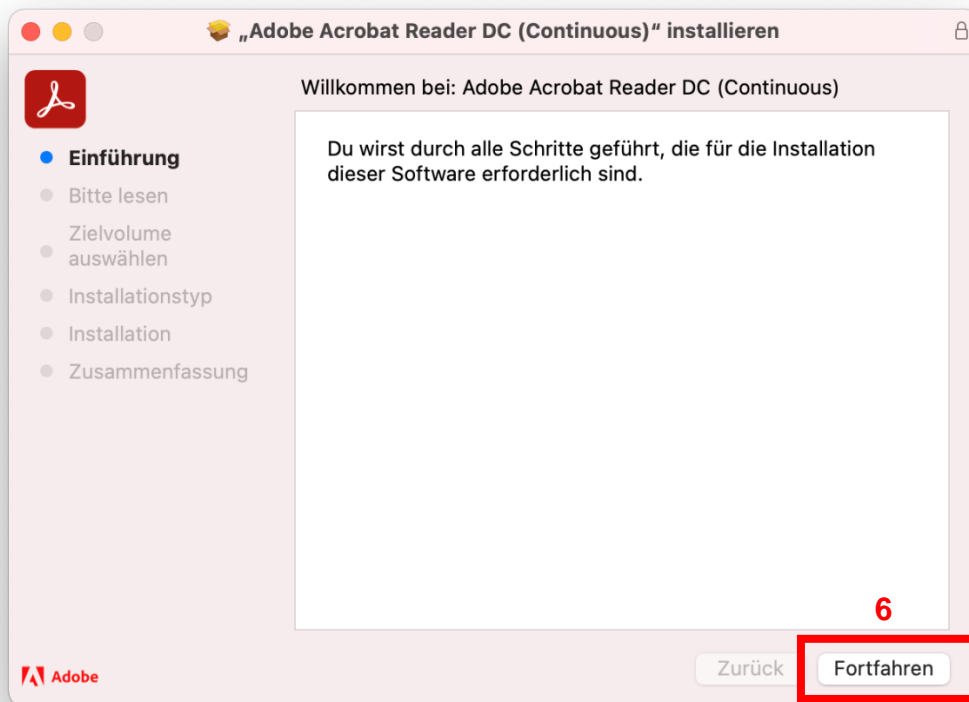 „Adobe Acrobat Reader DC (Continuous)“ installieren
Willkommen bei: Adobe Acrobat Reader DC (Continuous)
Einführung
Bitte lesen
Zielvolume
auswählen
Installationstyp
Installation
Zusammenfassung
Du wirst durch alle Schritte geführt, die für die Installation
dieser Software erforderlich sind.
6
Adobe
Zurück
Fortfahren